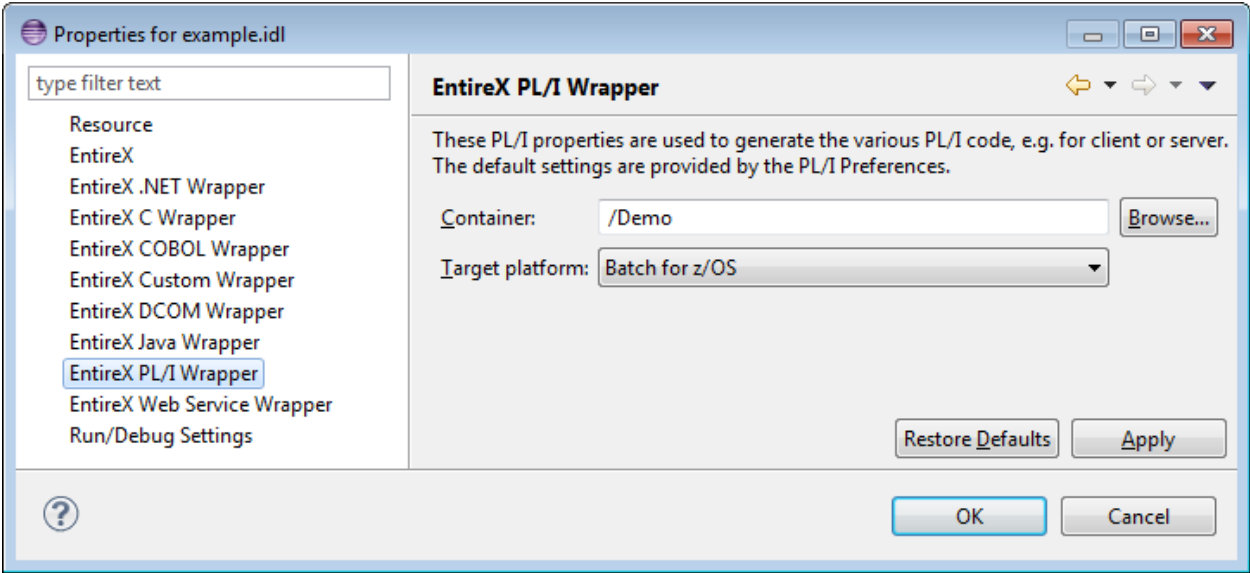 Properties for example.idl
type filter text
Resource
EntireX
EntireX .NET Wrapper
EntireX C Wrapper
EntireX COBOL Wrapper
EntireX Custom Wrapper
EntireX DCOM Wrapper
EntireX Java Wrapper
EntireX PL/I Wrapper
EntireX Web Service Wrapper
Run/Debug Settings
EntireX PL/I Wrapper
These PL/I properties are used to generate the various PL/I code, e.g. for client or server.
The default settings are provided by the PL/I Preferences.
Container: /Demo Browse...
Target platform: Batch for z/OS
Restore Defaults Apply
? OK Cancel